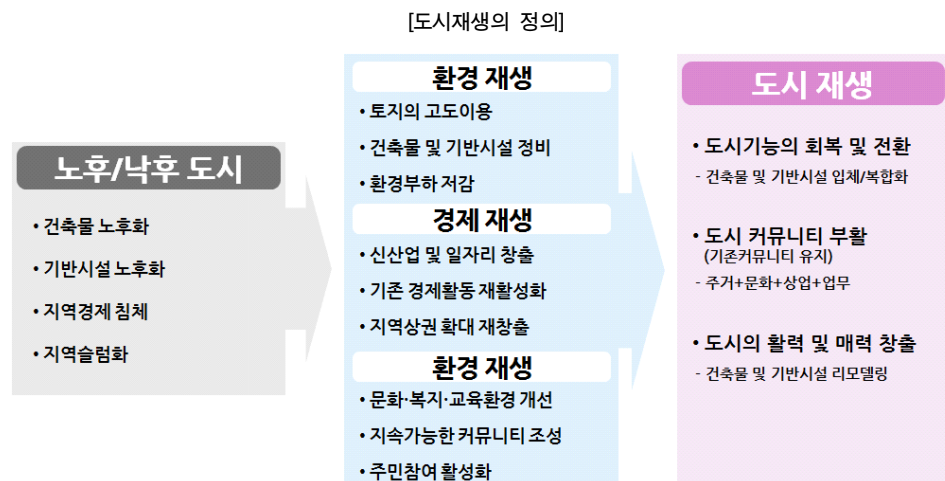 [도시재생의 정의]
노후/낙후 도시
• 건축물 노후화
• 기반시설 노후화
• 지역경제 침체
• 지역슬럼화
환경 재생
• 토지의 고도이용
• 건축물 및 기반시설 정비
• 환경부하 저감
경제 재생
• 신산업 및 일자리 창출
• 기존 경제활동 재활성화
• 지역상권 확대 재창출
환경 재생
• 문화·복지·교육환경 개선
• 지속가능한 커뮤니티 조성
• 주민참여 활성화
도시 재생
• 도시기능의 회복 및 전환
- 건축물 및 기반시설 입체/복합화
• 도시 커뮤니티 부활
(기존커뮤니티 유지)
- 주거+문화+상업+업무
• 도시의 활력 및 매력 창출
- 건축물 및 기반시설 리모델링